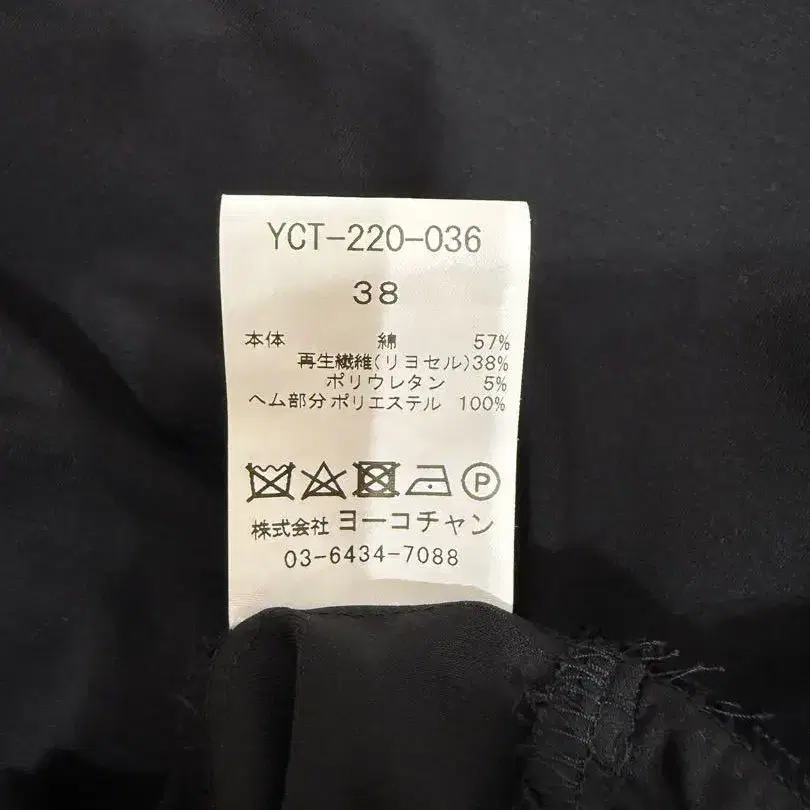 YCT-220-036
38
本体 綿 57%
再生繊維(リヨセル)38%
ポリウレタン 5%
ヘム部分 ポリエステル 100%
P
株式会社 ヨーコチャン
03-6434-7088